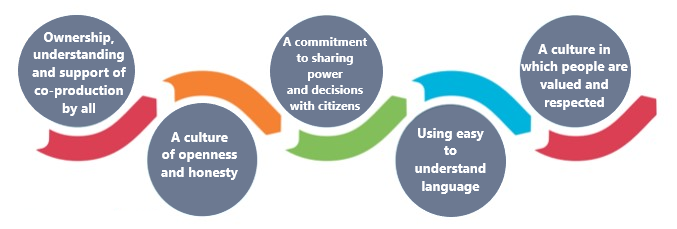 Ownership,
understanding
and support of
co-production
by all
A culture
of openness
and honesty
A commitment
to sharing
power
and decisions
with citizens
Using easy
to
understand
language
A culture in
which people are
valued and
respected